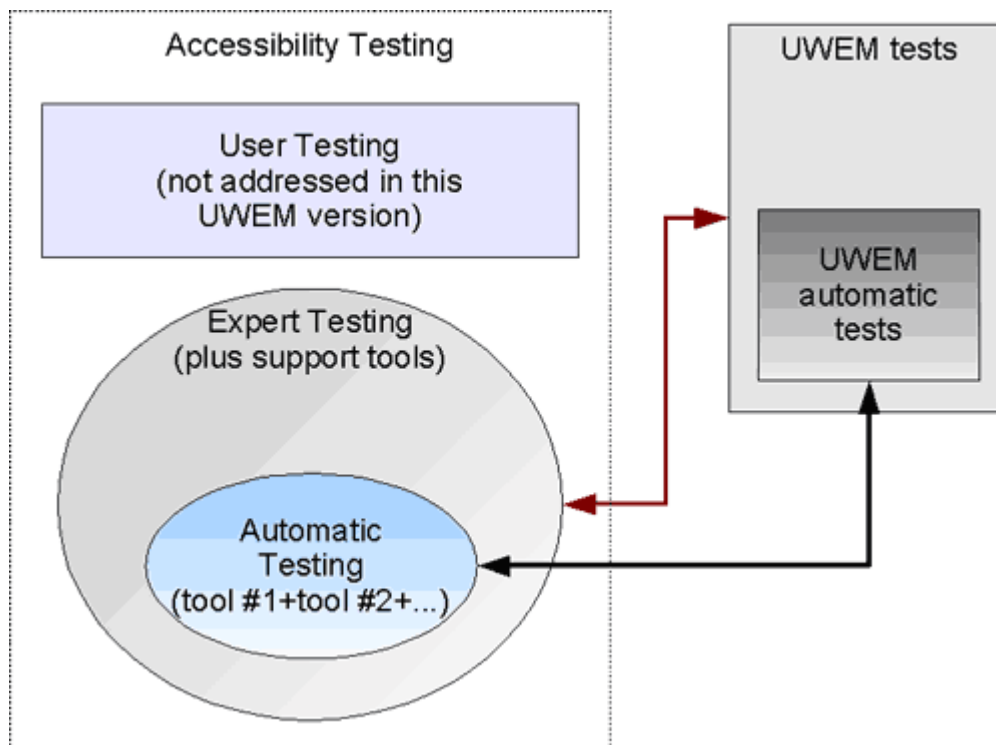 Accessibility Testing
User Testing
(not addressed in this
UWEM version)
Expert Testing
(plus support tools)
Automatic
Testing
(tool #1+tool #2+...)
UWEM tests
UWEM
automatic
tests